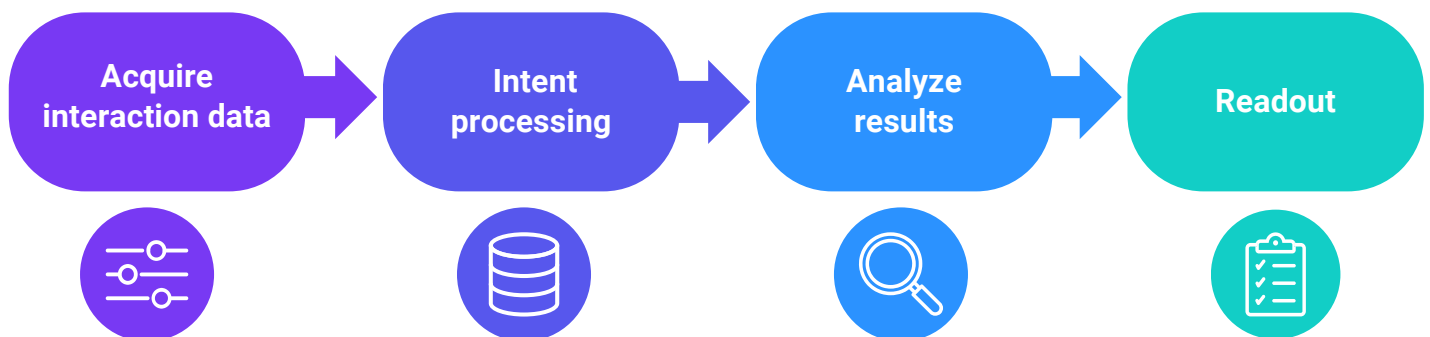 Acquire
interaction data
Intent
processing
Analyze
results
Readout